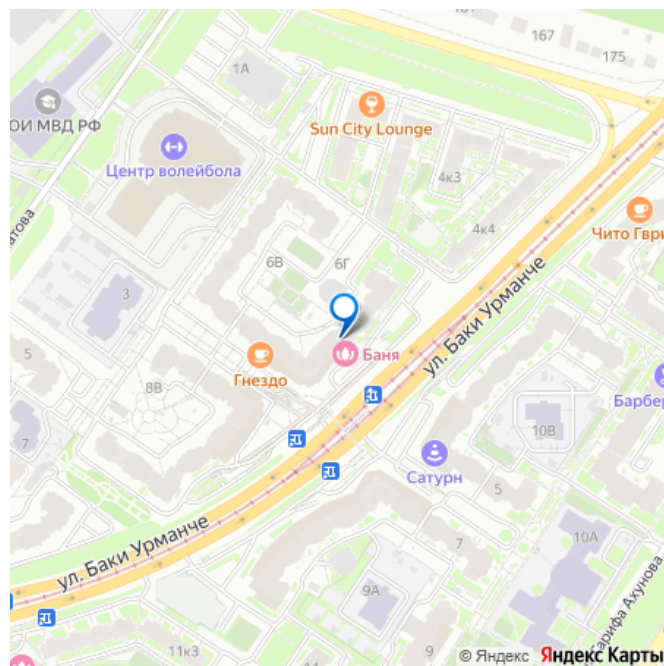 167
175
1А
ОИ МВД РФ
Sun City Lounge
Центр волейбола
4к3
4к4
Чито Гври
атова
6В
6Г
3
ул. Баки Урманче
Баня
Гнездо
5
8В
Барбер
10В
7
Сатурн
5
ул. Баки Урманче
7
10А
9А
11к3
9
Гарифа Ахунова
© Яндекс Яндекс Карты